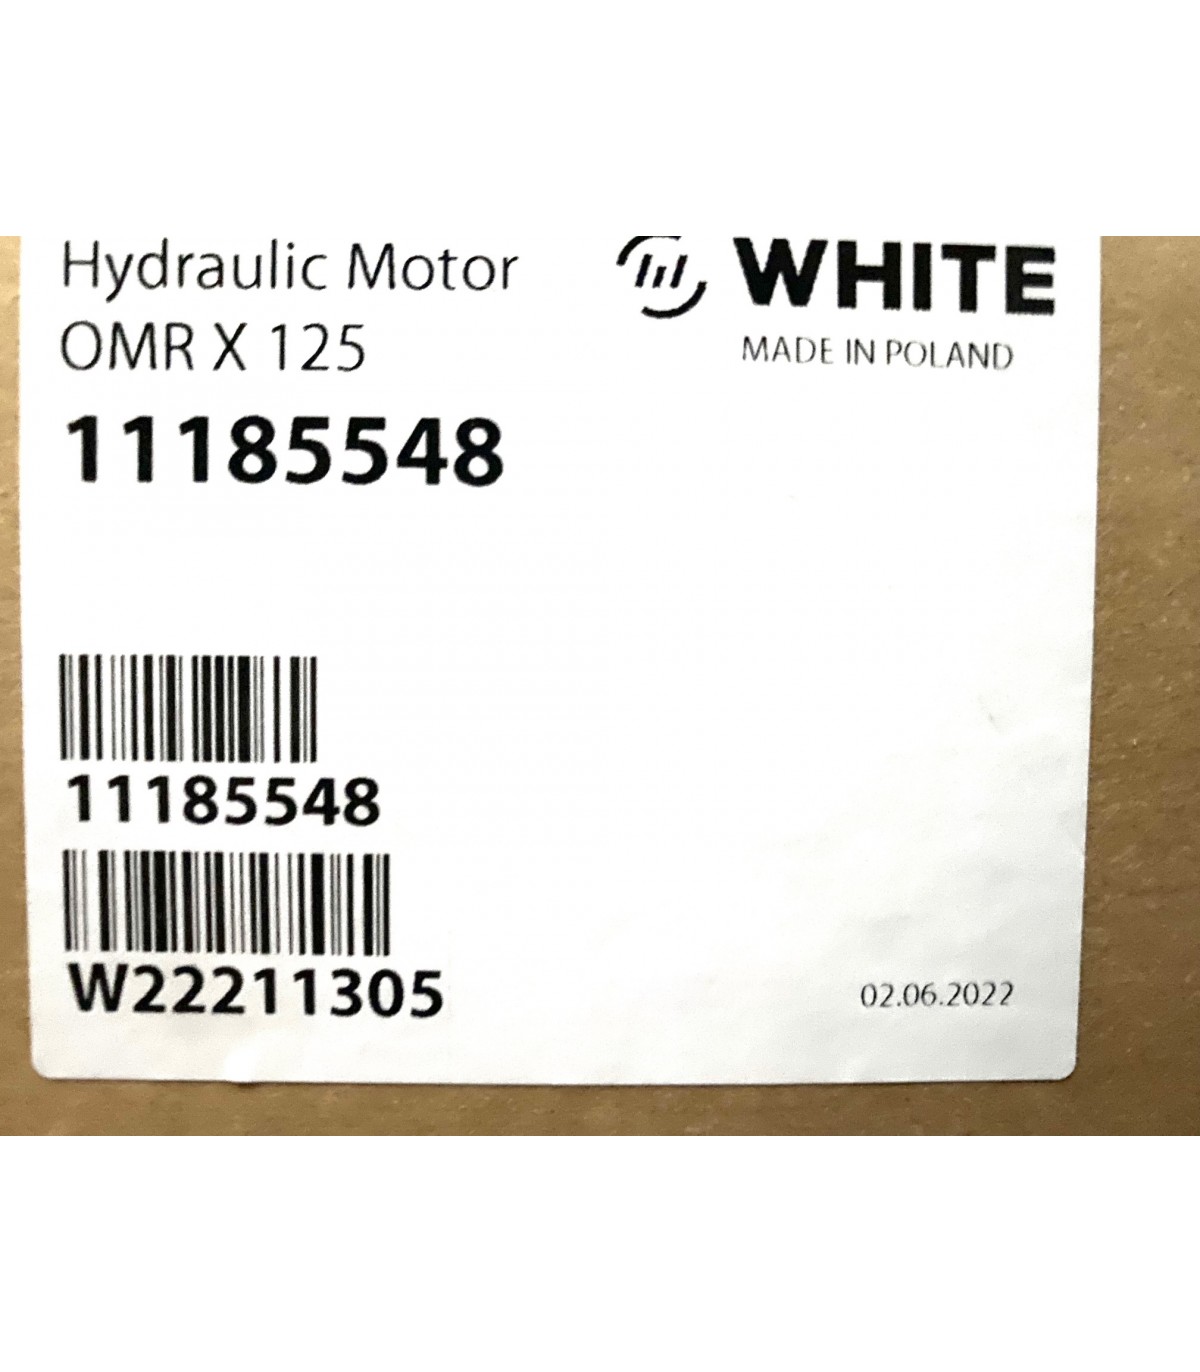 Hydraulic Motor
OMR X 125
11185548
WHITE
MADE IN POLAND
11185548
W22211305
02.06.2022